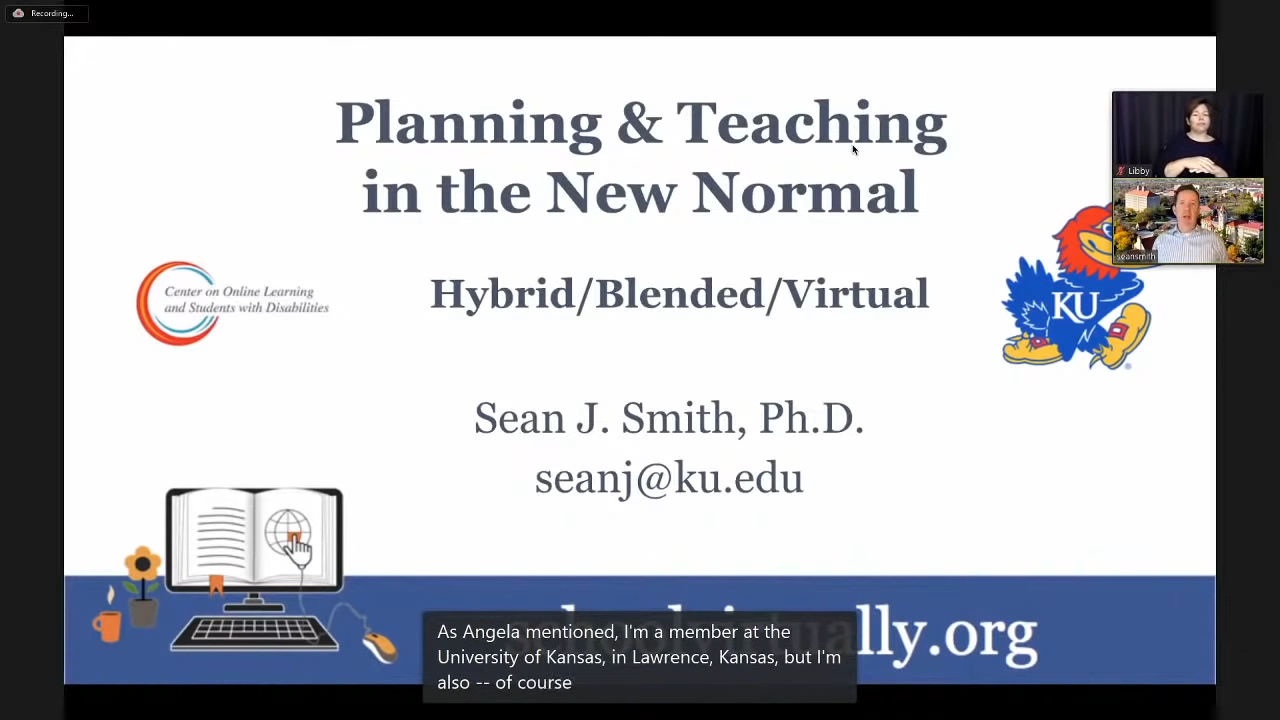 Recording...
Planning & Teaching
in the New Normal
Libby
seansmith
Center on Online Learning
and Students with Disabilities
Hybrid/Blended/Virtual
KU
Sean J. Smith, Ph.D.
seanj@ku.edu
schoolvirtually.org
As Angela mentioned, I'm a member at the
University of Kansas, in Lawrence, Kansas, but I'm
also -- of course